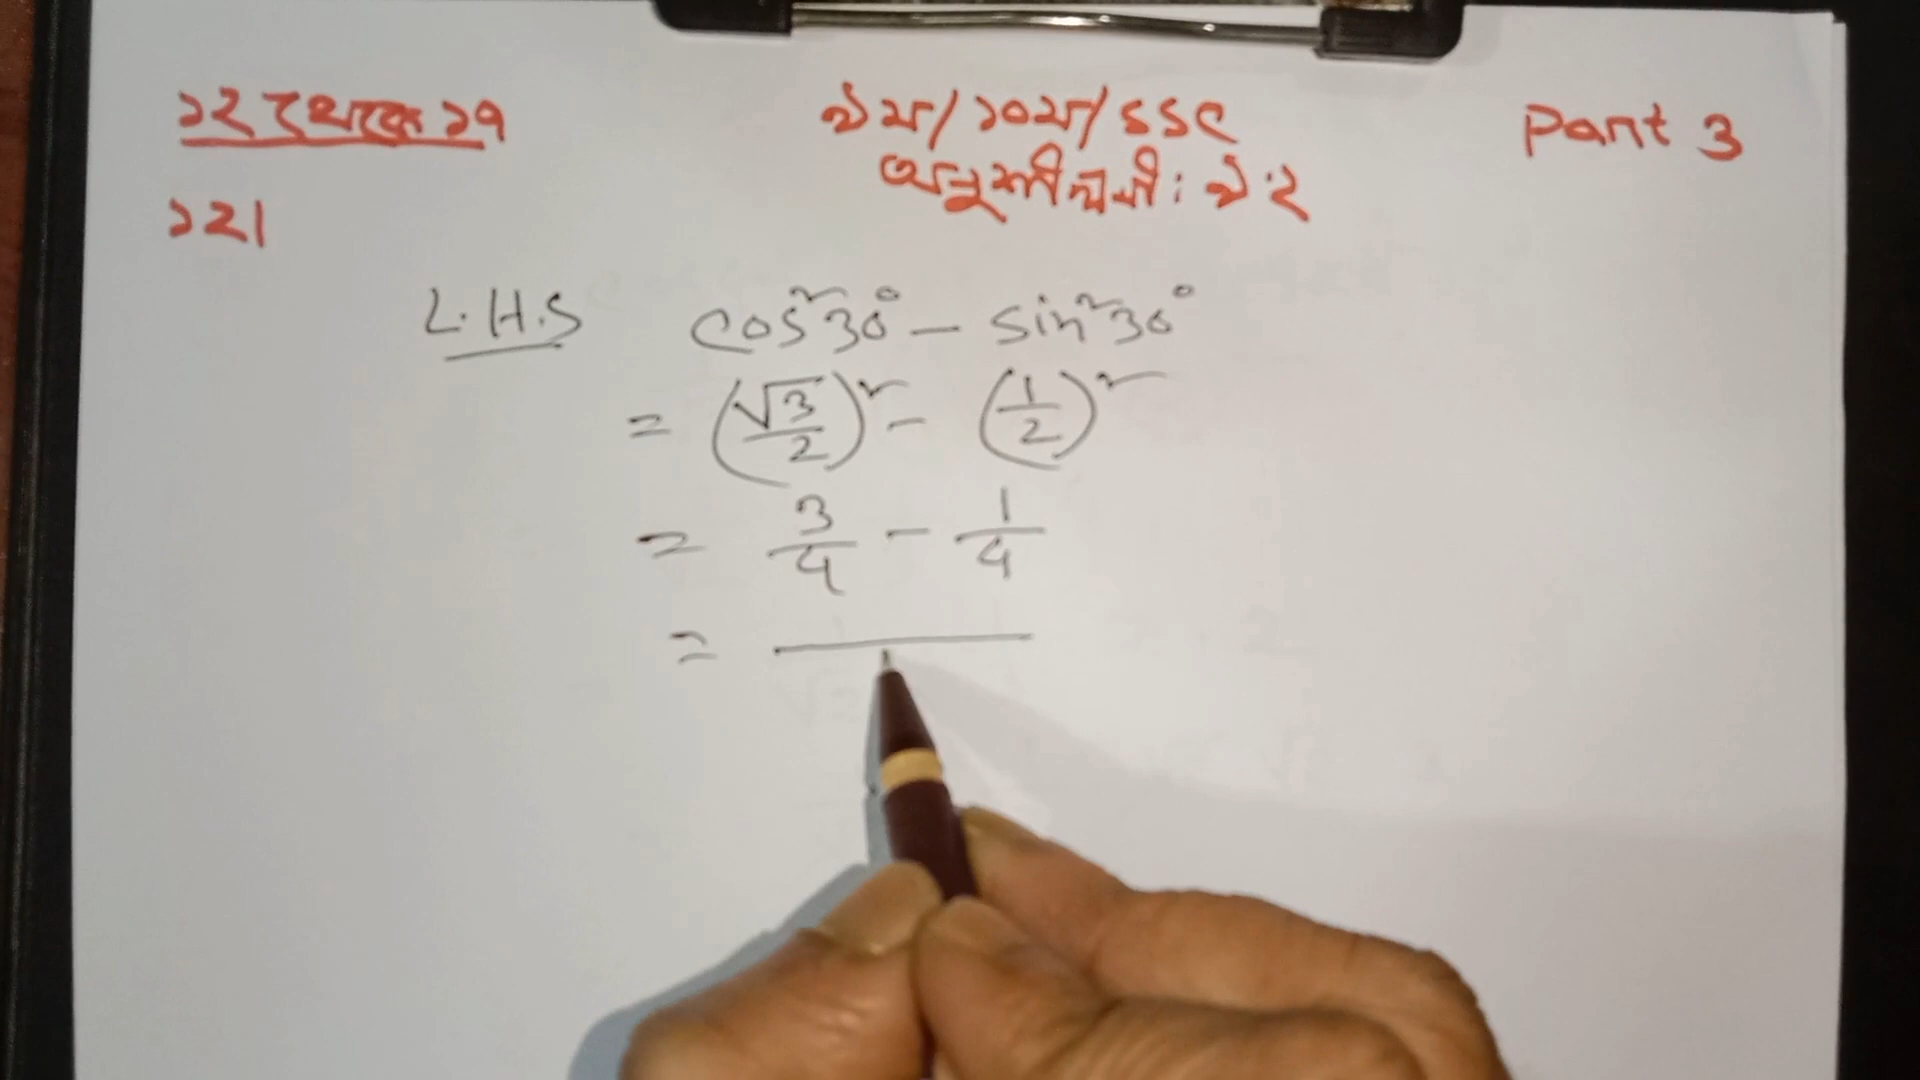 ১২ থেকে ১৭
৯ম/১০ম/SSC
অনুশীলনী: ৯.২
Part 3
১২।
L.H.S cos²30° - sin²30°
= (√3/2)² - (1/2)²
= 3/4 - 1/4
=